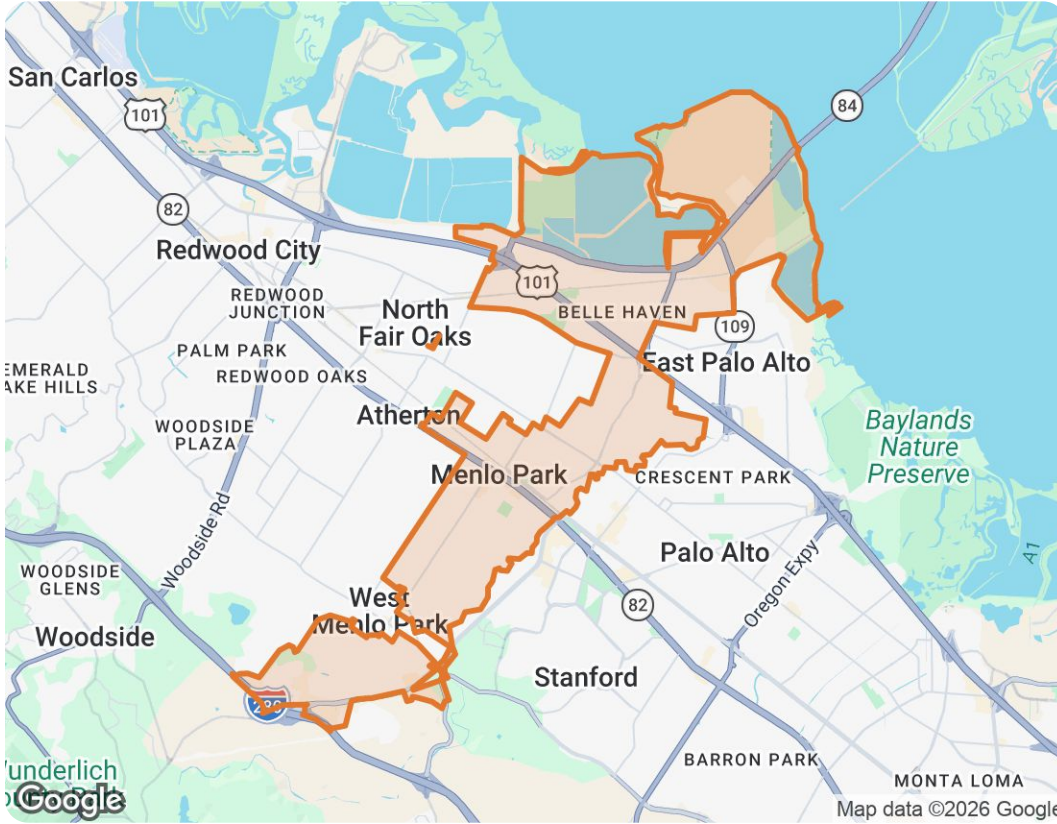 San Carlos
101
84
82
Redwood City
REDWOOD
JUNCTION
North
Fair Oaks
101
BELLE HAVEN
109
EMERALD
AKE HILLS
PALM PARK
REDWOOD OAKS
East Palo Alto
WOODSIDE
PLAZA
Atherton
Baylands
Nature
Preserve
Menlo Park
CRESCENT PARK
Woodside Rd
Palo Alto
Oregon Expy
A1
WOODSIDE
GLENS
West
Menlo Park
82
Woodside
Stanford
280
BARRON PARK
MONTA LOMA
Google
Map data ©2026 Google